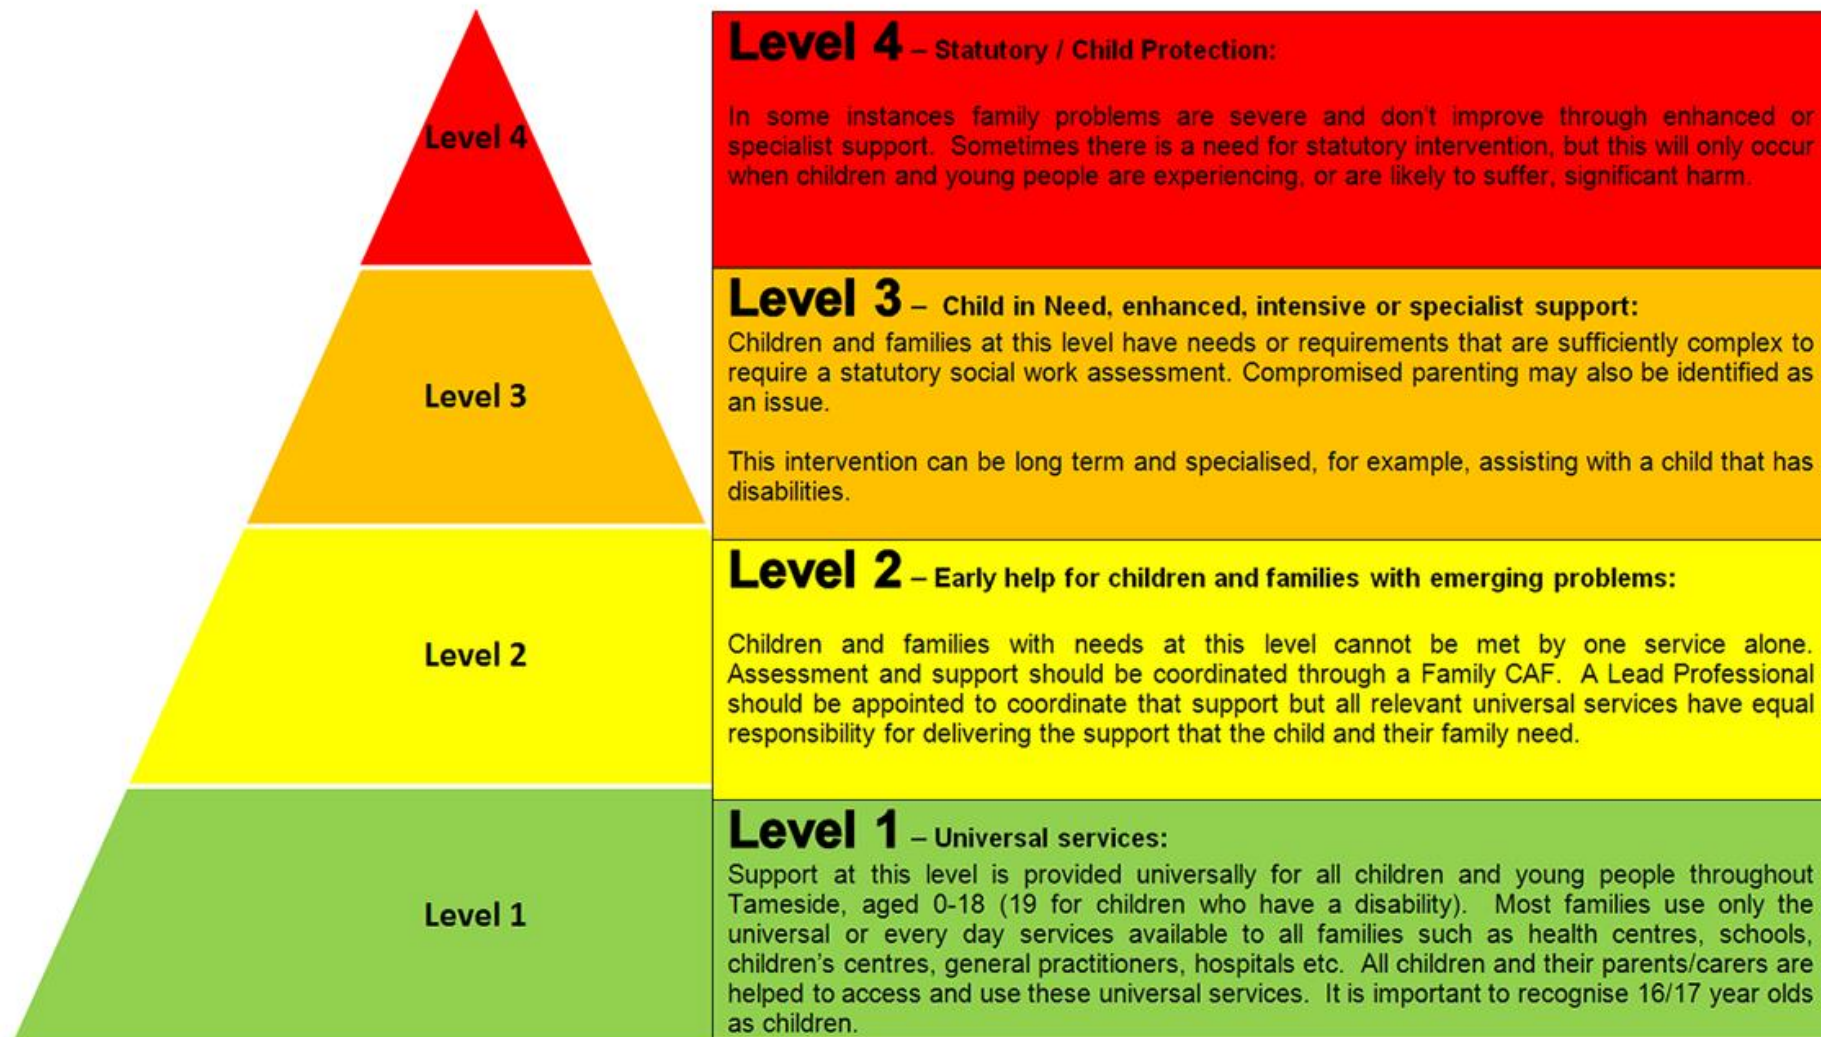 Level 4
Level 3
Level 2
Level 1
Level 4 – Statutory / Child Protection:
In some instances family problems are severe and don't improve through enhanced or
specialist support. Sometimes there is a need for statutory intervention, but this will only occur
when children and young people are experiencing, or are likely to suffer, significant harm.
Level 3 – Child in Need, enhanced, intensive or specialist support:
Children and families at this level have needs or requirements that are sufficiently complex to
require a statutory social work assessment. Compromised parenting may also be identified as
an issue.
This intervention can be long term and specialised, for example, assisting with a child that has
disabilities.
Level 2 – Early help for children and families with emerging problems:
Children and families with needs at this level cannot be met by one service alone.
Assessment and support should be coordinated through a Family CAF. A Lead Professional
should be appointed to coordinate that support but all relevant universal services have equal
responsibility for delivering the support that the child and their family need.
Level 1 – Universal services:
Support at this level is provided universally for all children and young people throughout
Tameside, aged 0-18 (19 for children who have a disability). Most families use only the
universal or every day services available to all families such as health centres, schools,
children's centres, general practitioners, hospitals etc. All children and their parents/carers are
helped to access and use these universal services. It is important to recognise 16/17 year olds
as children.